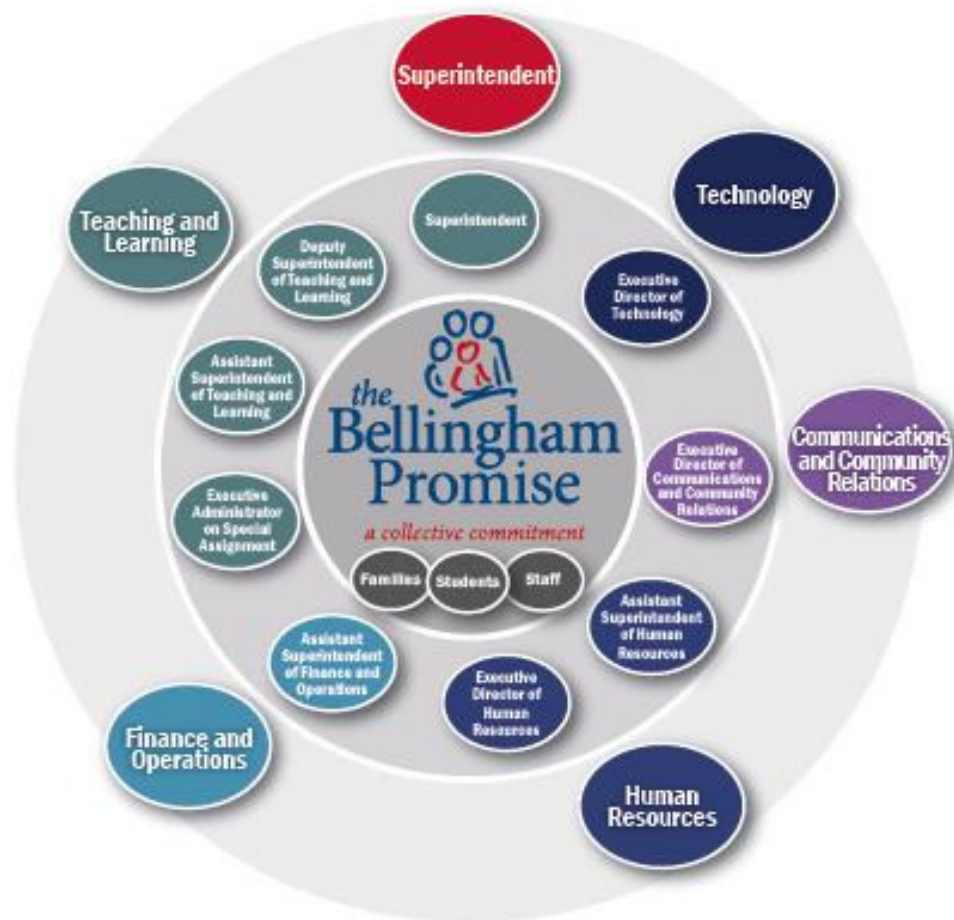 Superintendent
Technology
Communications
and Community
Relations
Human
Resources
Finance and
Operations
Teaching and
Learning
Superintendent
Executive
Director of
Technology
Executive
Director of
Communications
and Community
Relations
Assistant
Superintendent
of Human
Resources
Executive
Director of
Human
Resources
Assistant
Superintendent
of Finance and
Operations
Executive
Administrator
on Special
Assignment
Assistant
Superintendent
of Teaching and
Learning
Deputy
Superintendent
of Teaching and
Learning
the
Bellingham
Promise
a collective commitment
Families
Students
Staff